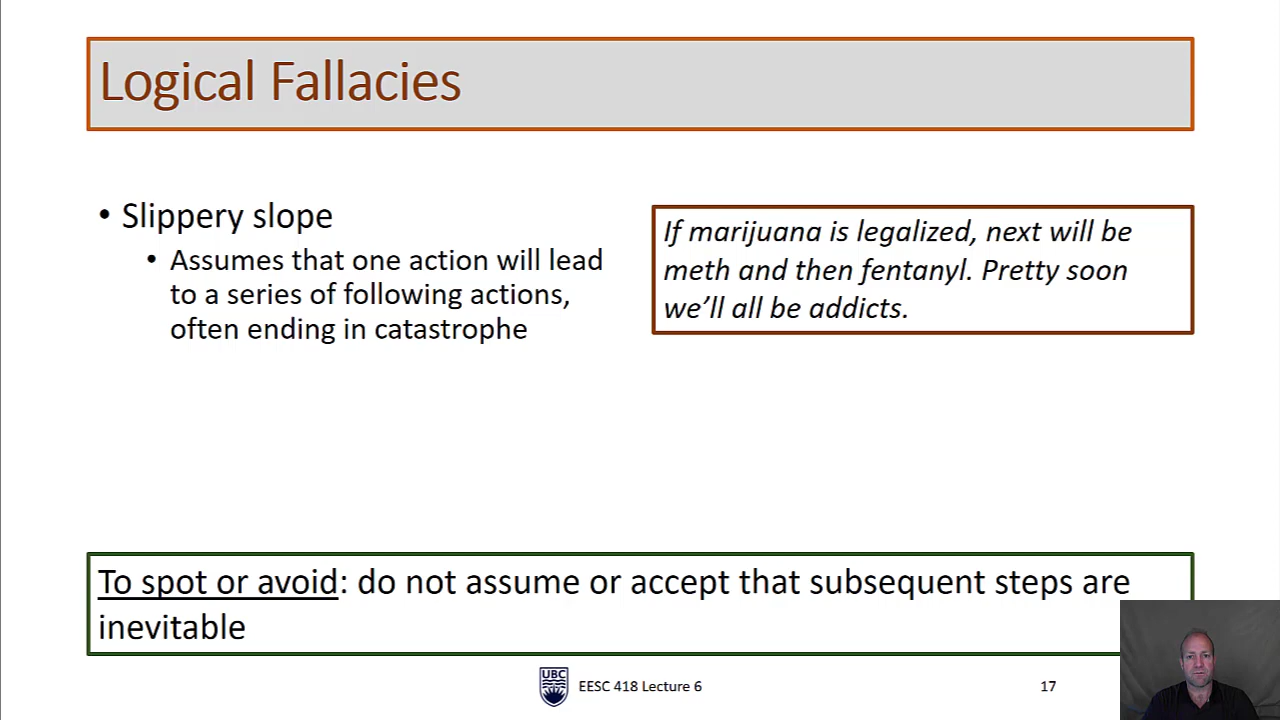 Logical Fallacies
• Slippery slope
• Assumes that one action will lead
to a series of following actions,
often ending in catastrophe
If marijuana is legalized, next will be
meth and then fentanyl. Pretty soon
we’ll all be addicts.
To spot or avoid: do not assume or accept that subsequent steps are
inevitable
UBC
EESC 418 Lecture 6
17